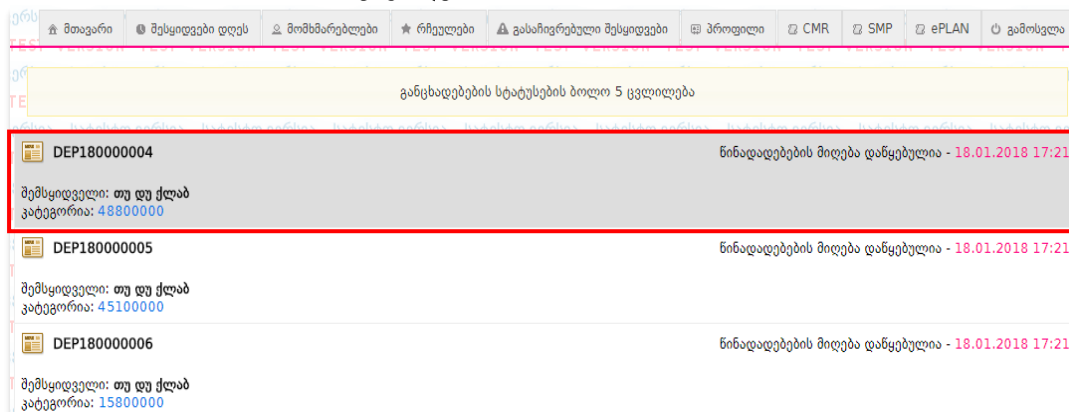 მთავარი შესყიდვები დღეს მომხმარებლები რჩეულები გასაჩივრებული შესყიდვები პროფილი CMR SMP ePLAN გამოსვლა
განცხადებების სტატუსების ბოლო 5 ცვლილება
DEP180000004 წინადადებების მიღება დაწყებულია - 18.01.2018 17:21
შემსყიდველი: თუ დუ ქლაბ
კატეგორია: 48800000
DEP180000005 წინადადებების მიღება დაწყებულია - 18.01.2018 17:21
შემსყიდველი: თუ დუ ქლაბ
კატეგორია: 45100000
DEP180000006 წინადადებების მიღება დაწყებულია - 18.01.2018 17:21
შემსყიდველი: თუ დუ ქლაბ
კატეგორია: 15800000